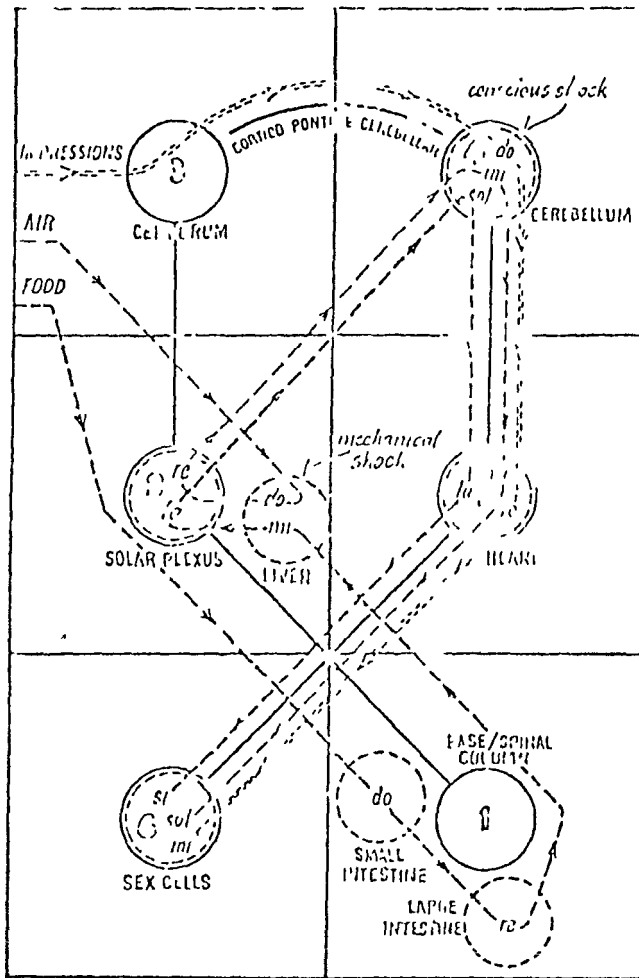 conscious shock
CORTICO PONTINE CEREBELLAR
IMPRESSIONS
do
mi
sol
CEREBRUM
CEREBELLUM
AIR
FOOD
mechanical
shock
re
do
mi
SOLAR PLEXUS
LIVER
HEART
BASE/SPINAL
COLUMN
si
sol
mi
do
SEX CELLS
SMALL
INTESTINE
LARGE
INTESTINE
re